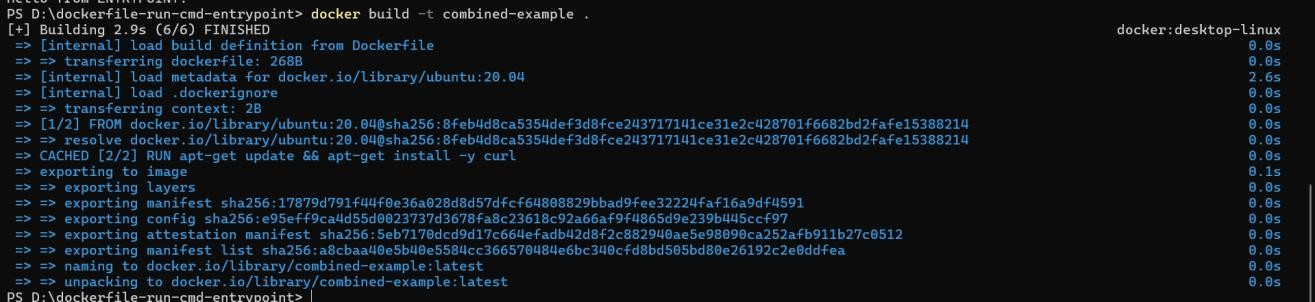 Hello from ENTRYPOINT!
PS D:\dockerfile-run-cmd-entrypoint> docker build -t combined-example .
[+] Building 2.9s (6/6) FINISHED docker:desktop-linux
=> [internal] load build definition from Dockerfile 0.0s
=> => transferring dockerfile: 268B 0.0s
=> [internal] load metadata for docker.io/library/ubuntu:20.04 2.6s
=> [internal] load .dockerignore 0.0s
=> => transferring context: 2B 0.0s
=> [1/2] FROM docker.io/library/ubuntu:20.04@sha256:8feb4d8ca5354def3d8fce243717141ce31e2c428701f6682bd2fafe15388214 0.0s
=> => resolve docker.io/library/ubuntu:20.04@sha256:8feb4d8ca5354def3d8fce243717141ce31e2c428701f6682bd2fafe15388214 0.0s
=> CACHED [2/2] RUN apt-get update && apt-get install -y curl 0.0s
=> exporting to image 0.1s
=> => exporting layers 0.0s
=> => exporting manifest sha256:17879d791f44f0e36a028d8d57dfcf64808829bbad9fee32224faf16a9df4591 0.0s
=> => exporting config sha256:e95eff9ca4d55d0023737d3678fa8c23618c92a66af9f4865d9e239b445ccf97 0.0s
=> => exporting attestation manifest sha256:5eb7170dcd9d17c664efadb42d8f2c882940ae5e98090ca252afb911b27c0512 0.0s
=> => exporting manifest list sha256:a8cbaa40e5b40e5584cc366570484e6bc340cfd8bd505bd80e26192c2e0ddfea 0.0s
=> => naming to docker.io/library/combined-example:latest 0.0s
=> => unpacking to docker.io/library/combined-example:latest 0.0s
PS D:\dockerfile-run-cmd-entrypoint>